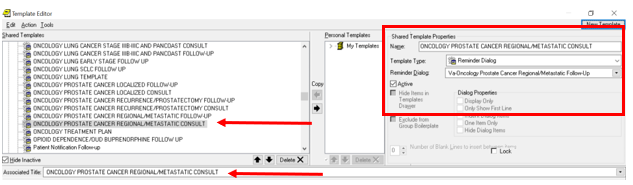 Template Editor
Edit Action Tools
New Template
Shared Templates
ONCOLOGY LUNG CANCER STAGE IIIB-IIIC AND PANCOAST CONSULT
ONCOLOGY LUNG CANCER STAGE IIIB-IIIC AND PANCOAST FOLLOW-UP
ONCOLOGY LUNG EARLY STAGE FOLLOW UP
ONCOLOGY LUNG SCLC FOLLOW UP
ONCOLOGY LUNG TEMPLATE
ONCOLOGY PROSTATE CANCER LOCALIZED FOLLOW-UP
ONCOLOGY PROSTATE CANCER LOCALIZED CONSULT
ONCOLOGY PROSTATE CANCER RECURRENCE/PROSTATECTOMY FOLLOW-UP
ONCOLOGY PROSTATE CANCER RECURRENCE/PROSTATECTOMY CONSULT
ONCOLOGY PROSTATE CANCER REGIONAL/METASTATIC FOLLOW-UP
ONCOLOGY PROSTATE CANCER REGIONAL/METASTATIC CONSULT
ONCOLOGY TREATMENT PLAN
OPIOID DEPENDENCE/OUD BUPRENORPHINE FOLLOW UP
Patient Notification Follow-up
Hide Inactive
Delete
Copy
Personal Templates
My Templates
Delete
Shared Template Properties
Name: ONCOLOGY PROSTATE CANCER REGIONAL/METASTATIC CONSULT
Template Type: Reminder Dialog
Reminder Dialog: Va-Oncology Prostate Cancer Regional/Metastatic Follow-Up
Active
Hide Items in Templates Drawer
Dialog Properties
Display Only
Only Show First Line
Exclude from Group Boilerplate
One Item Only
Hide Dialog Items
0 Number of Blank Lines to insert between items
Lock
Associated Title: ONCOLOGY PROSTATE CANCER REGIONAL/METASTATIC CONSULT